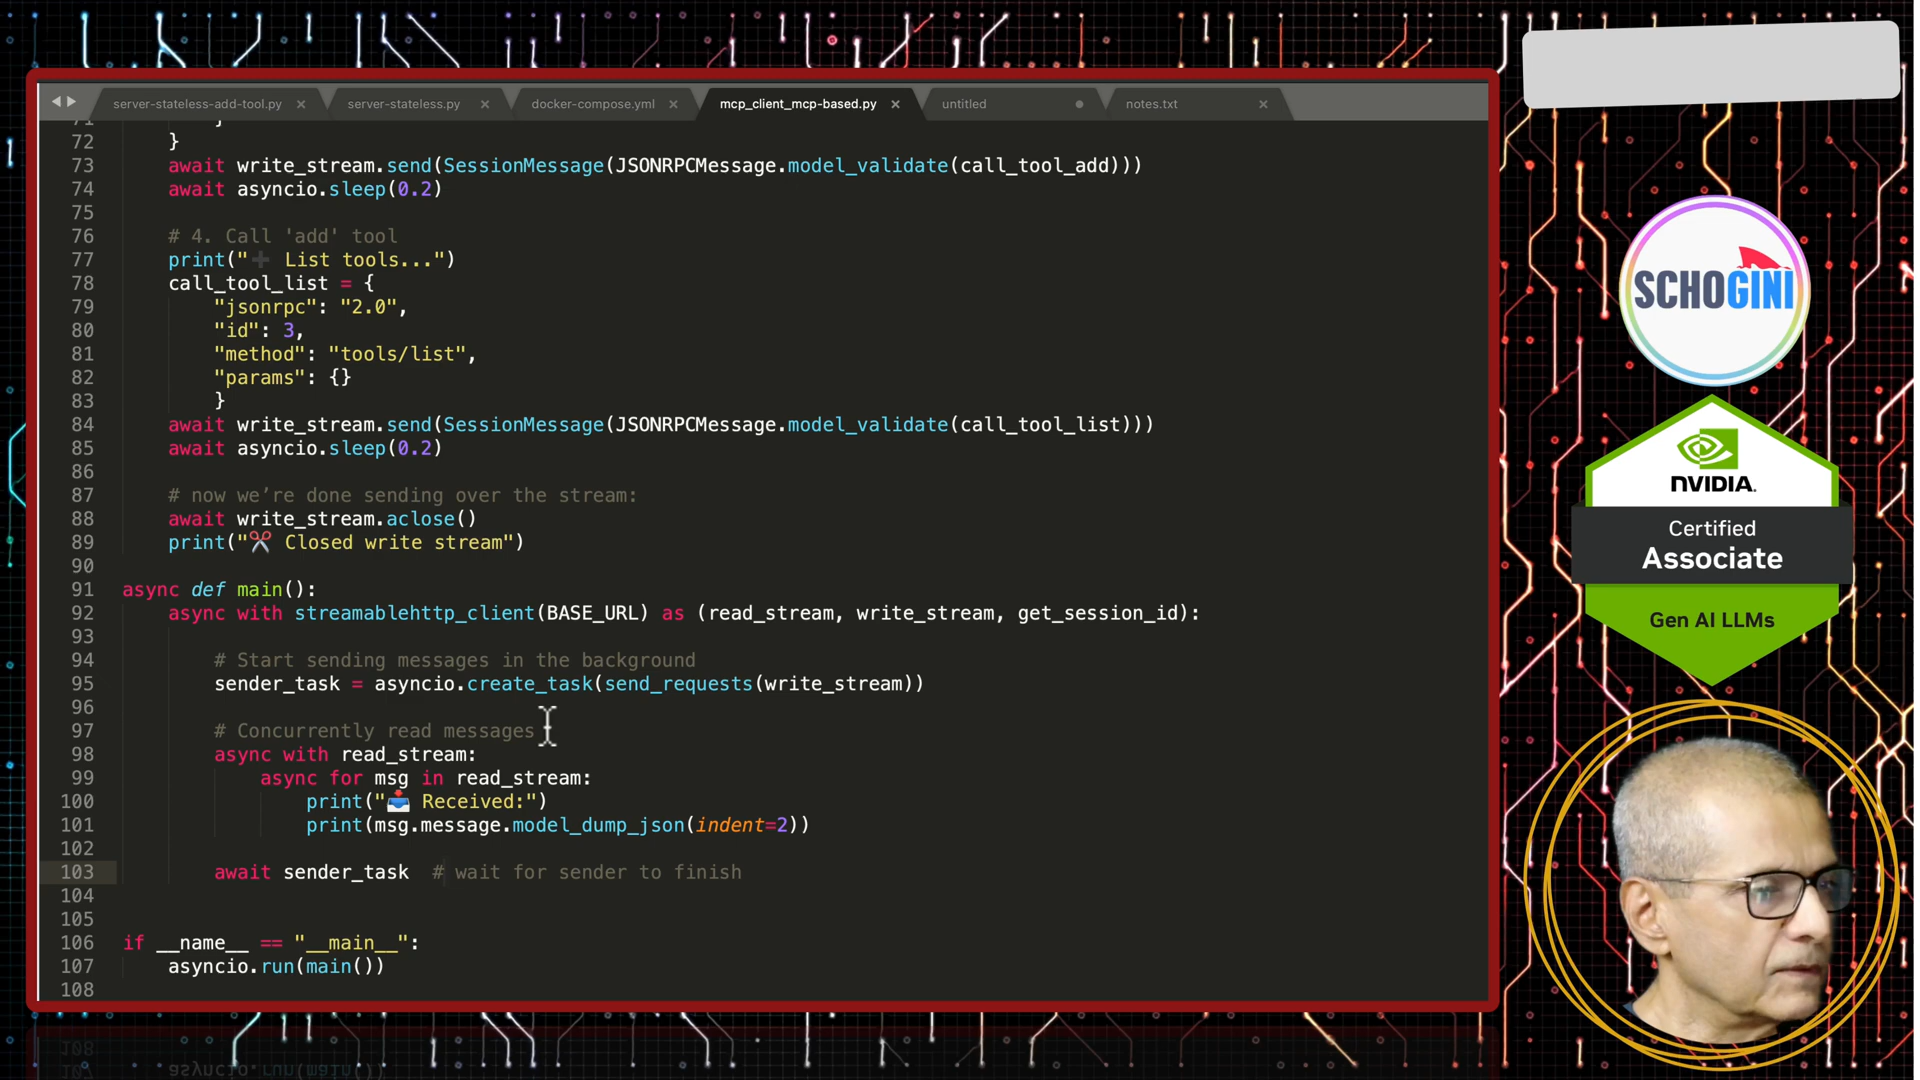 server-stateless-add-tool.py × server-stateless.py × docker-compose.yml × mcp_client_mcp-based.py × untitled notes.txt ×
71 }
72 }
73 await write_stream.send(SessionMessage(JSONRPCMessage.model_validate(call_tool_add)))
74 await asyncio.sleep(0.2)
75
76 # 4. Call 'add' tool
77 print("➕ List tools...")
78 call_tool_list = {
79 "jsonrpc": "2.0",
80 "id": 3,
81 "method": "tools/list",
82 "params": {}
83 }
84 await write_stream.send(SessionMessage(JSONRPCMessage.model_validate(call_tool_list)))
85 await asyncio.sleep(0.2)
86
87 # now we’re done sending over the stream:
88 await write_stream.aclose()
89 print("✂️ Closed write stream")
90
91 async def main():
92 async with streamablehttp_client(BASE_URL) as (read_stream, write_stream, get_session_id):
93
94 # Start sending messages in the background
95 sender_task = asyncio.create_task(send_requests(write_stream))
96
97 # Concurrently read messages
98 async with read_stream:
99 async for msg in read_stream:
100 print("📥 Received:")
101 print(msg.message.model_dump_json(indent=2))
102
103 await sender_task # wait for sender to finish
104
105
106 if __name__ == "__main__":
107 asyncio.run(main())
108
SCHOGINI
NVIDIA.
Certified
Associate
Gen AI LLMs